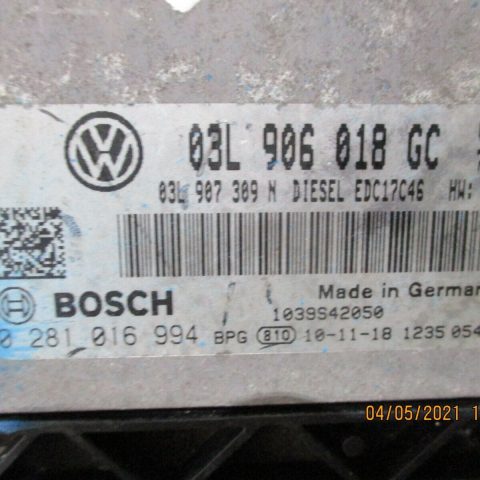 03L 906 018 GC
03L 907 309 N DIESEL EDC17C46 HW:
BOSCH Made in German
1039S42050
0 281 016 994 BPG 810 10-11-18 1235 054
04/05/2021 1